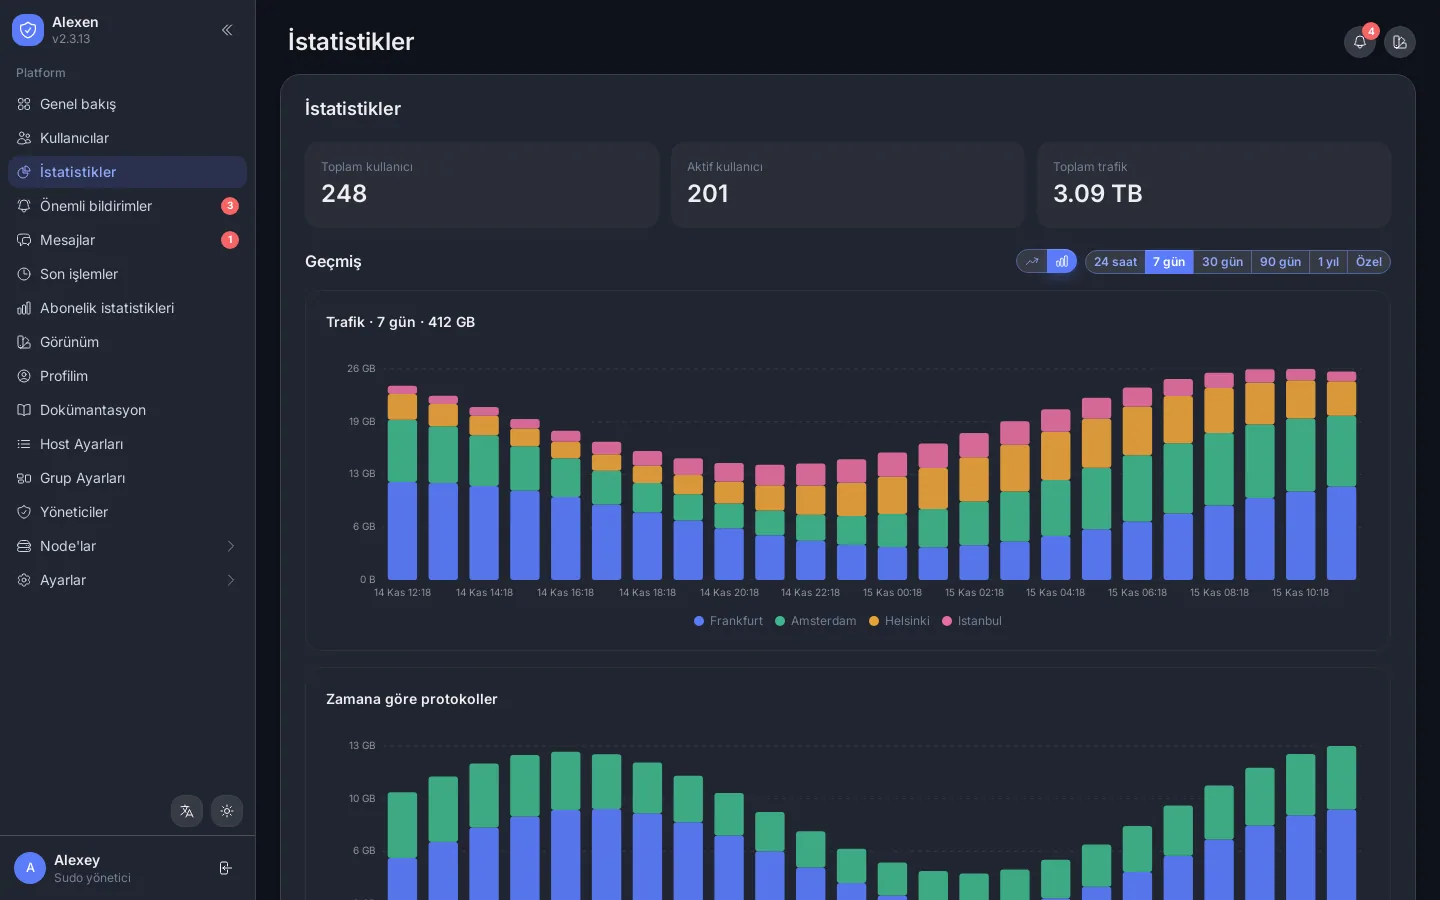 Alexen
v2.3.13
Platform
Genel bakış
Kullanıcılar
İstatistikler
Önemli bildirimler 3
Mesajlar 1
Son işlemler
Abonelik istatistikleri
Görünüm
Profilim
Dokümantasyon
Host Ayarları
Grup Ayarları
Yöneticiler
Node'lar
Ayarlar
A
Alexey
Sudo yönetici
İstatistikler
4
İstatistikler
Toplam kullanıcı
248
Aktif kullanıcı
201
Toplam trafik
3.09 TB
Geçmiş
24 saat 7 gün 30 gün 90 gün 1 yıl Özel
Trafik · 7 gün · 412 GB
26 GB
19 GB
13 GB
6 GB
0 B
14 Kas 12:18 14 Kas 14:18 14 Kas 16:18 14 Kas 18:18 14 Kas 20:18 14 Kas 22:18 15 Kas 00:18 15 Kas 02:18 15 Kas 04:18 15 Kas 06:18 15 Kas 08:18 15 Kas 10:18
Frankfurt Amsterdam Helsinki Istanbul
Zamana göre protokoller
13 GB
10 GB
6 GB